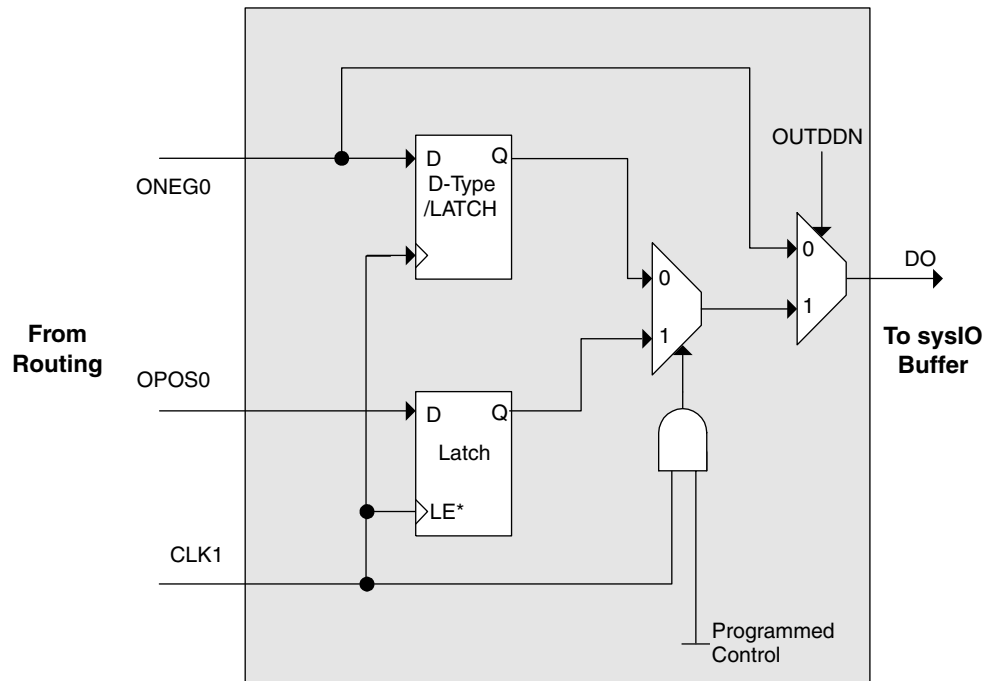 OUTDDN
ONEG0
D
Q
D-Type
/LATCH
0
1
0
1
DO
From
Routing
To sysIO
Buffer
OPOS0
D
Q
Latch
LE*
CLK1
Programmed
Control